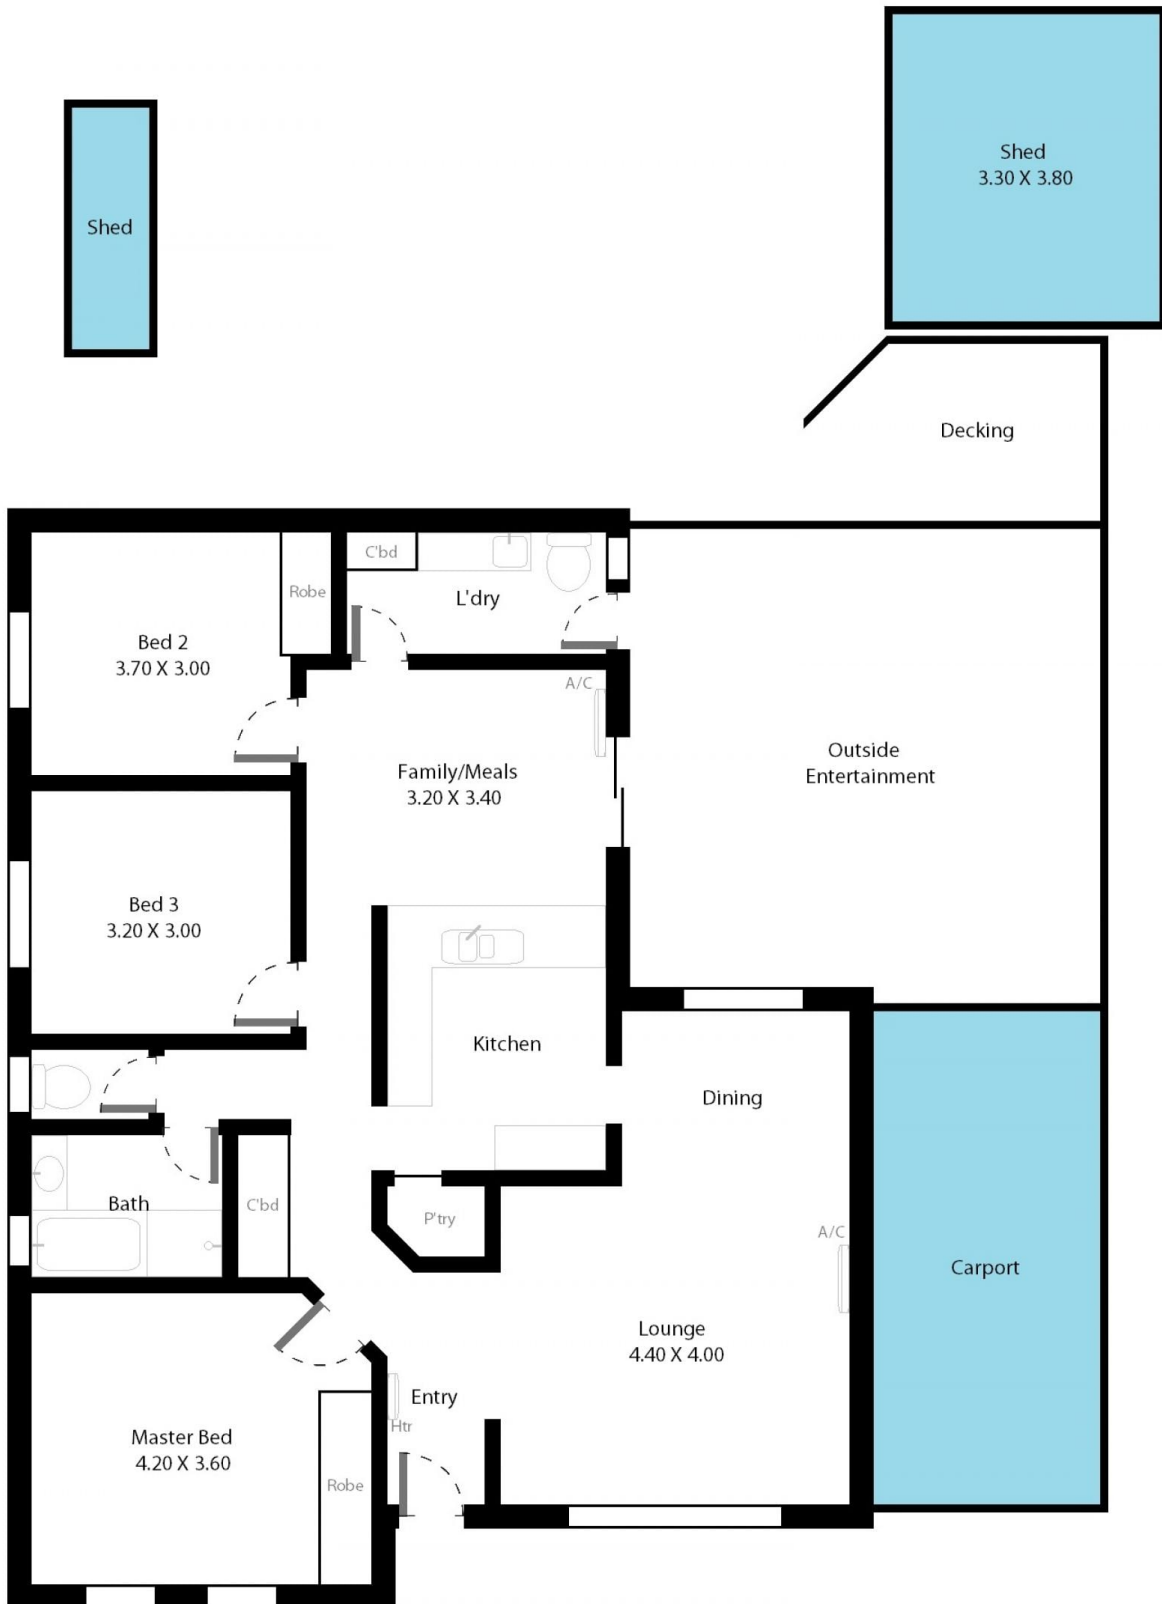 Shed
3.30 X 3.80
Shed
Decking
C'bd
Robe
L'dry
Bed 2
3.70 X 3.00
A/C
Outside
Entertainment
Family/Meals
3.20 X 3.40
Bed 3
3.20 X 3.00
Kitchen
Dining
Bath
C'bd
P'try
A/C
Carport
Lounge
4.40 X 4.00
Entry
Htr
Master Bed
4.20 X 3.60
Robe